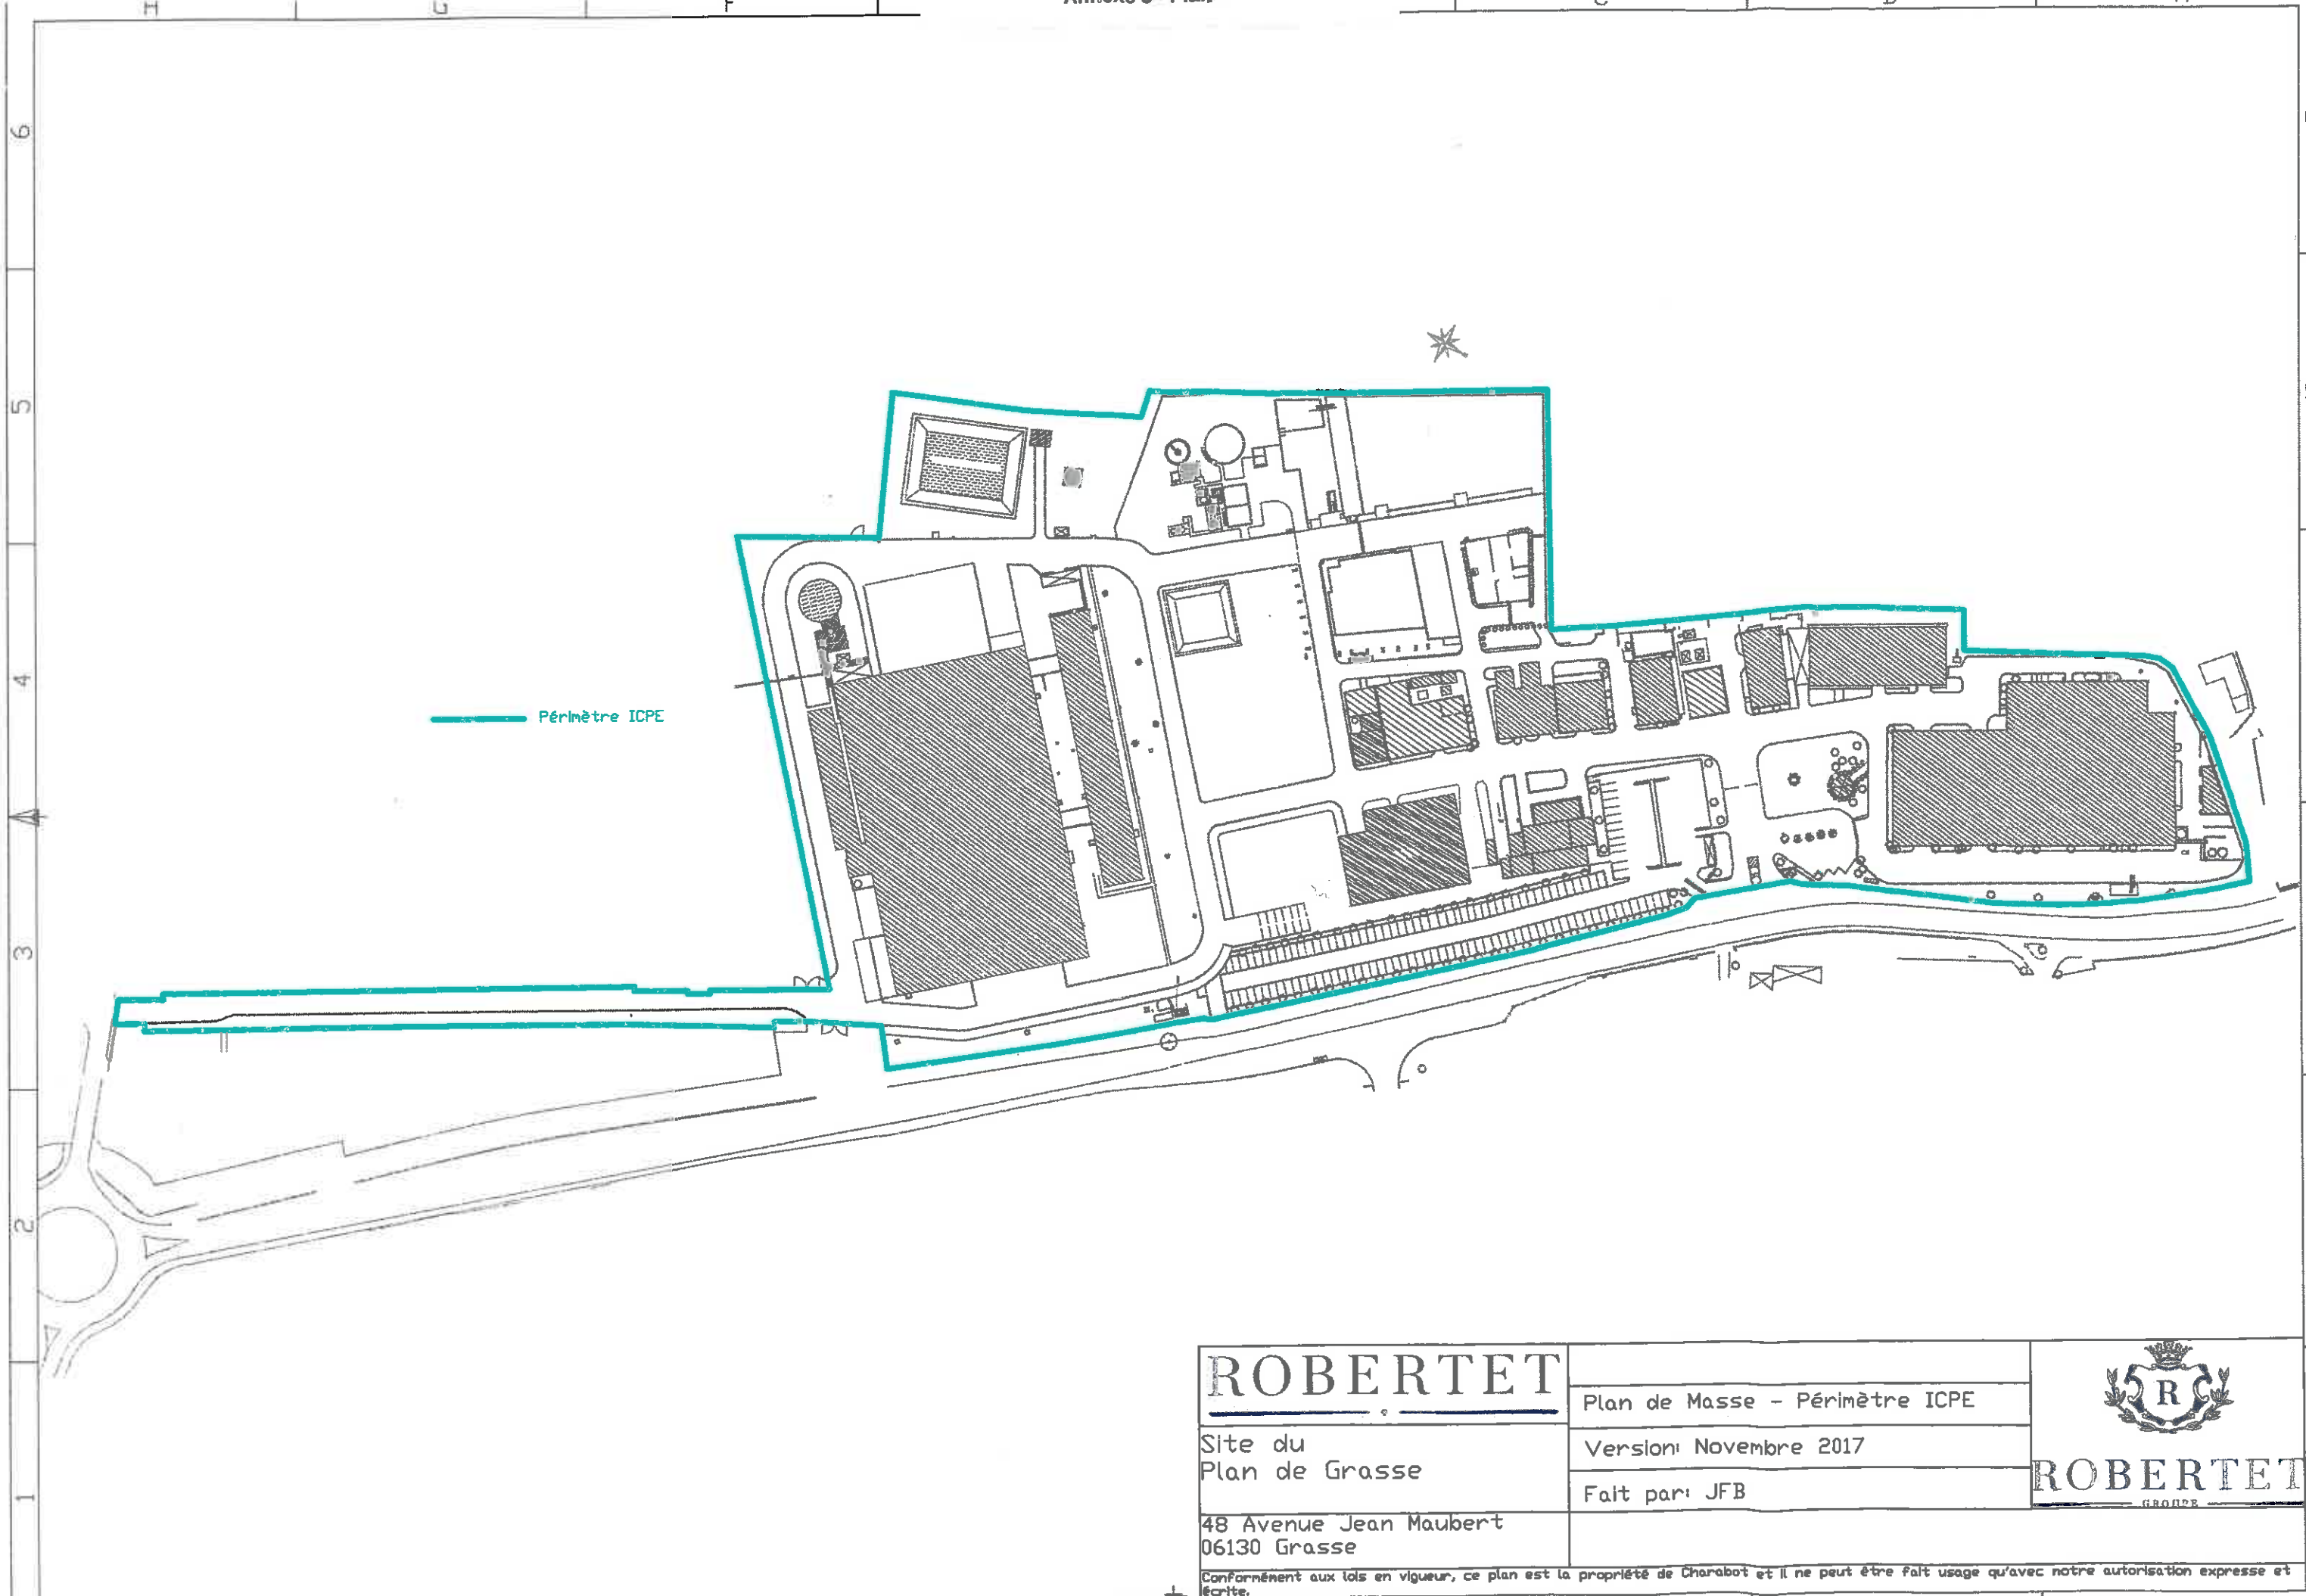 6
5
4
3
2
1
Périmètre ICPE
ROBERTET
Plan de Masse - Périmètre ICPE
Site du
Plan de Grasse
Version: Novembre 2017
Fait par: JFB
48 Avenue Jean Maubert
06130 Grasse
R
ROBERTET
GROUPE
Conformément aux lois en vigueur, ce plan est la propriété de Charabot et il ne peut être fait usage qu'avec notre autorisation expresse et
écrite.